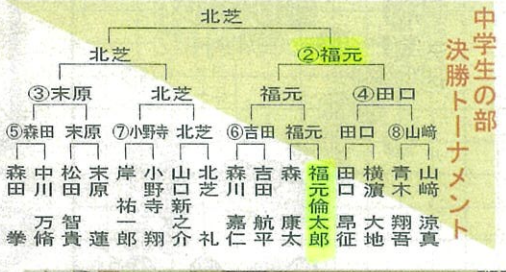 中学生の部
決勝トーナメント
北芝
北芝 ②福元
③末原 北芝 福元 ④田口
⑤森田 末原 ⑦小野寺 北芝 ⑥吉田 福元 田口 ⑧山﨑
森田 拳
中川 万脩
松田 智貴
末原 蓮
岸 祐一郎
小野寺 翔
山口新之介
北芝 礼
森川 嘉仁
吉田 航平
森 康太
福元倫太郎
田口 昂征
横濵 大地
青木 翔吾
山﨑 涼真